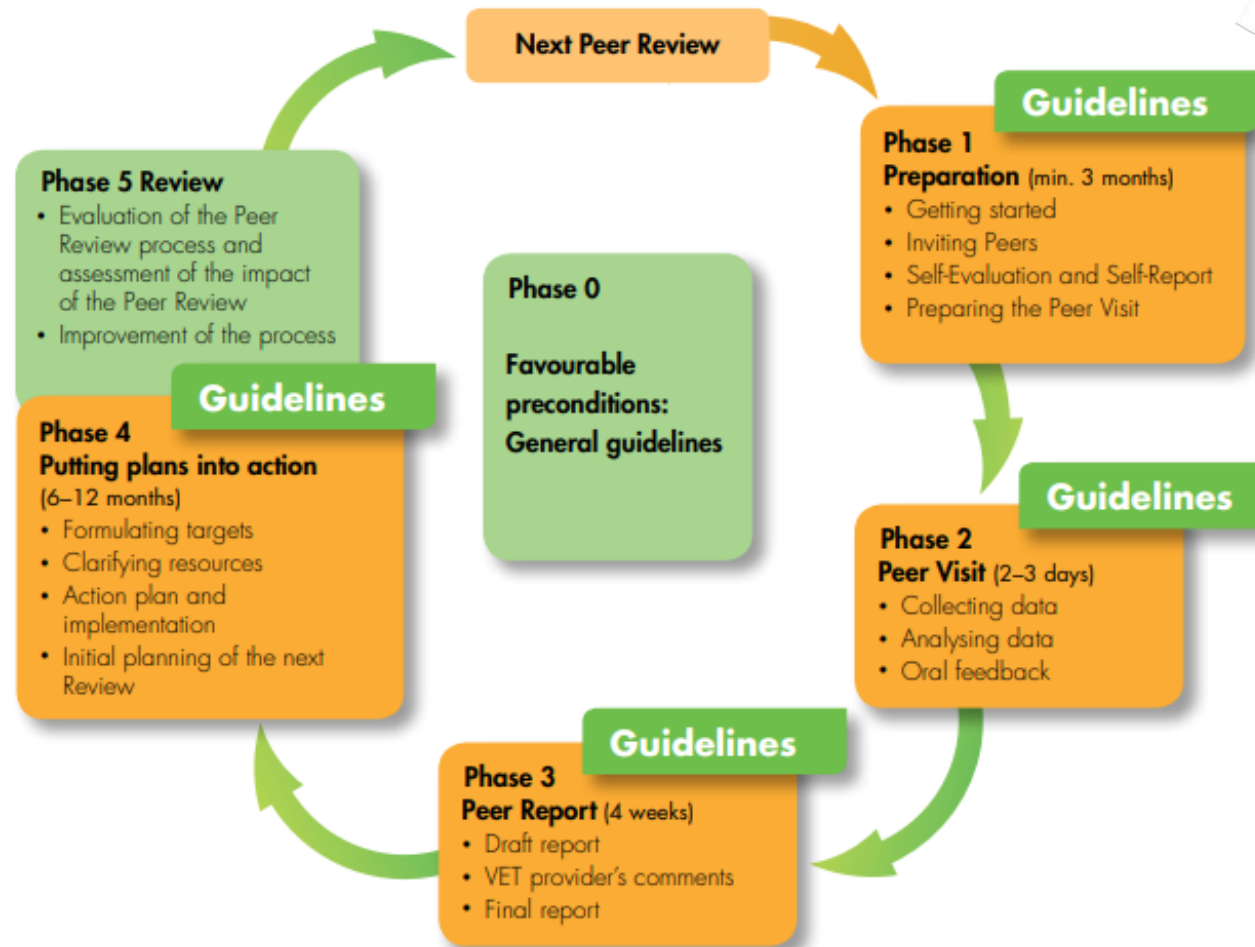 Next Peer Review
Guidelines
Phase 1
Preparation (min. 3 months)
• Getting started
• Inviting Peers
• Self-Evaluation and Self-Report
• Preparing the Peer Visit
Guidelines
Phase 2
Peer Visit (2–3 days)
• Collecting data
• Analysing data
• Oral feedback
Guidelines
Phase 3
Peer Report (4 weeks)
• Draft report
• VET provider's comments
• Final report
Guidelines
Phase 4
Putting plans into action
(6–12 months)
• Formulating targets
• Clarifying resources
• Action plan and
implementation
• Initial planning of the next
Review
Phase 5 Review
• Evaluation of the Peer
Review process and
assessment of the impact
of the Peer Review
• Improvement of the process
Phase 0
Favourable
preconditions:
General guidelines